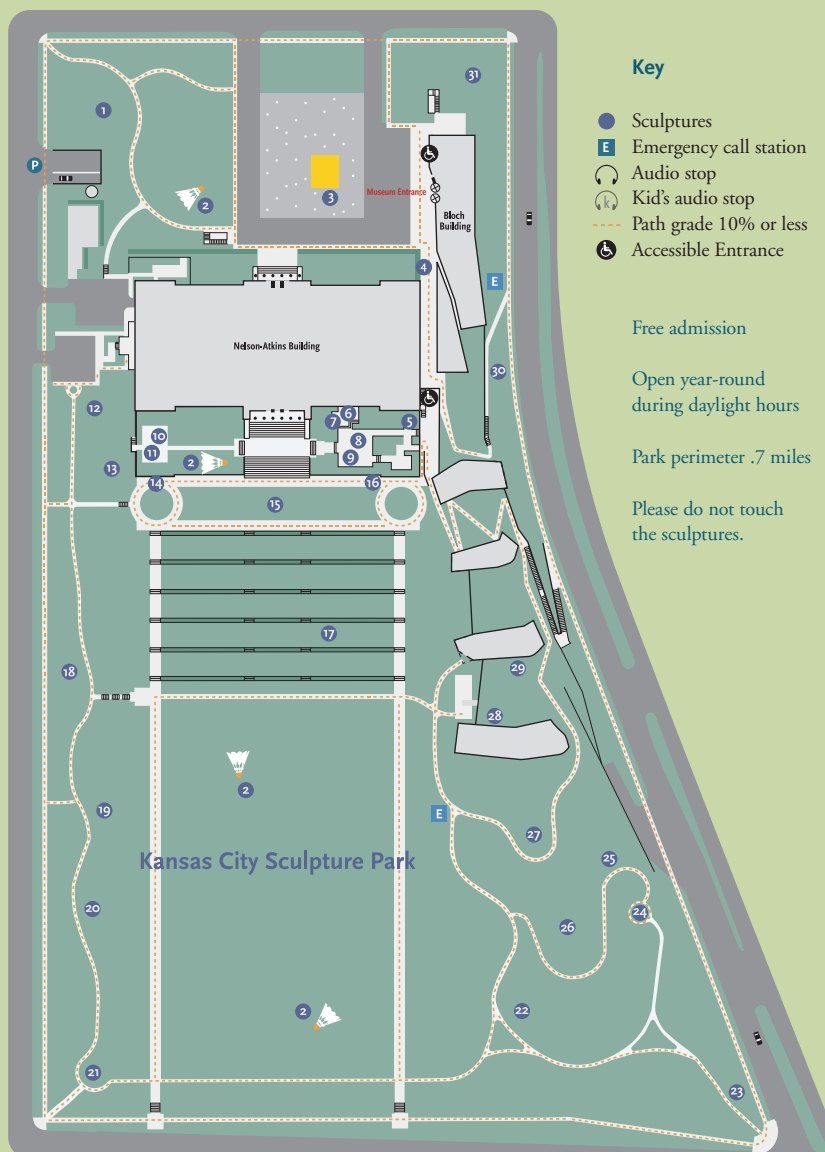 Key
Sculptures
E Emergency call station
Audio stop
k Kid's audio stop
Path grade 10% or less
Accessible Entrance
Free admission
Open year-round
during daylight hours
Park perimeter .7 miles
Please do not touch
the sculptures.
31
1
P
2
3
Museum Entrance
Bloch
Building
4
E
Nelson-Atkins Building
30
12
6
7
5
10
8
11
2
9
13
14
16
15
17
18
29
28
2
19
E
27
Kansas City Sculpture Park
25
20
24
26
2
22
21
23